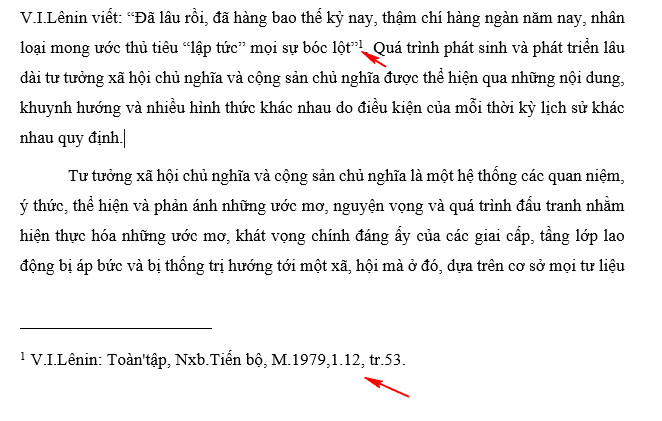 V.I.Lênin viết: “Đã lâu rồi, đã hàng bao thế kỷ nay, thậm chí hàng ngàn năm nay, nhân
loại mong ước thủ tiêu “lập tức” mọi sự bóc lột”¹. Quá trình phát sinh và phát triển lâu
dài tư tưởng xã hội chủ nghĩa và cộng sản chủ nghĩa được thể hiện qua những nội dung,
khuynh hướng và nhiều hình thức khác nhau do điều kiện của mỗi thời kỳ lịch sử khác
nhau quy định.
Tư tưởng xã hội chủ nghĩa và cộng sản chủ nghĩa là một hệ thống các quan niệm,
ý thức, thể hiện và phản ánh những ước mơ, nguyện vọng và quá trình đấu tranh nhằm
hiện thực hóa những ước mơ, khát vọng chính đáng ấy của các giai cấp, tầng lớp lao
động bị áp bức và bị thống trị hướng tới một xã, hội mà ở đó, dựa trên cơ sở mọi tư liệu
¹ V.I.Lênin: Toàn'tập, Nxb.Tiến bộ, M.1979,1.12, tr.53.